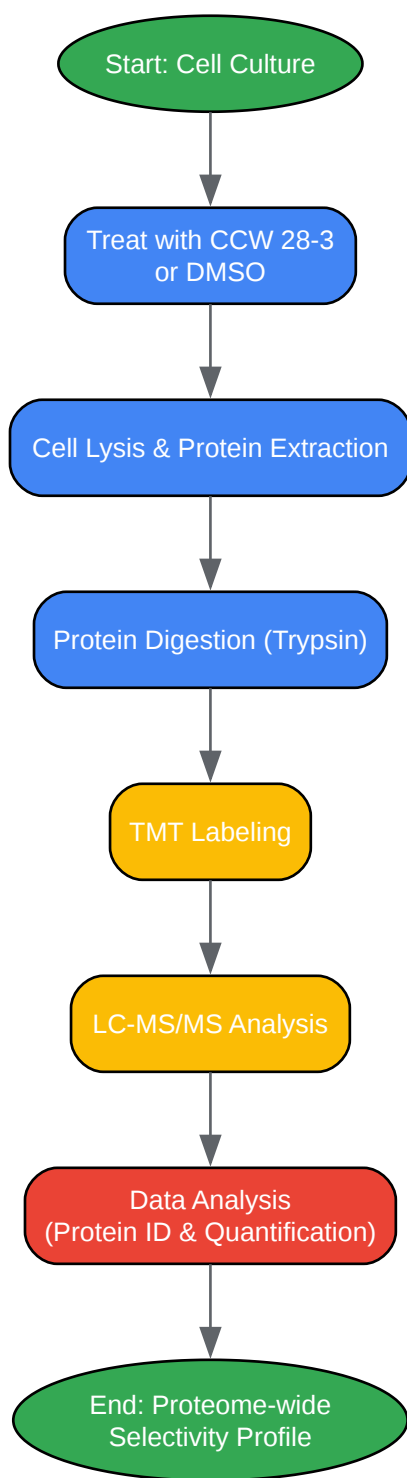 Start: Cell Culture
Treat with CCW 28-3
or DMSO
Cell Lysis & Protein Extraction
Protein Digestion (Trypsin)
TMT Labeling
LC-MS/MS Analysis
Data Analysis
(Protein ID & Quantification)
End: Proteome-wide
Selectivity Profile